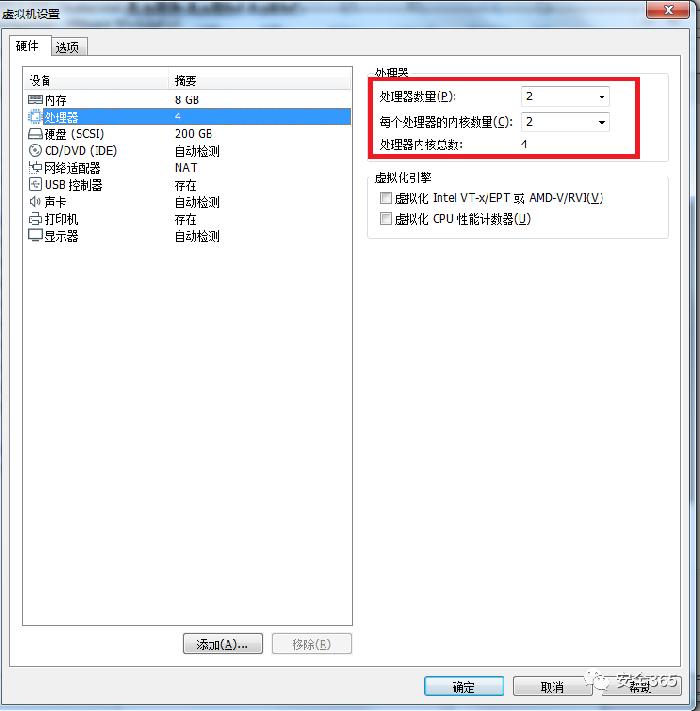 虚拟机设置
硬件 选项
设备 摘要
内存 8 GB
处理器 4
硬盘 (SCSI) 200 GB
CD/DVD (IDE) 自动检测
网络适配器 NAT
USB 控制器 存在
声卡 自动检测
打印机 存在
显示器 自动检测
处理器
处理器数量(P): 2
每个处理器的内核数量(C): 2
处理器内核总数: 4
虚拟化引擎
虚拟化 Intel VT-x/EPT 或 AMD-V/RVI(V)
虚拟化 CPU 性能计数器(U)
添加(A)... 移除(R)
确定 取消 帮助
安全365